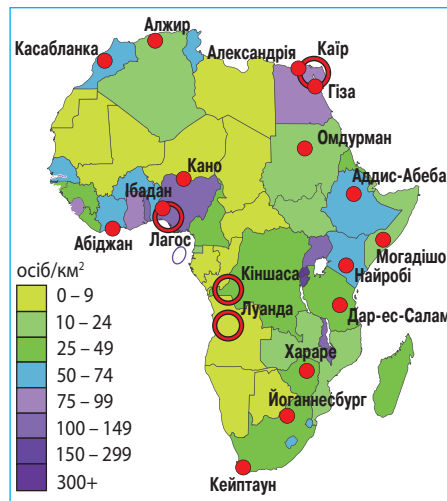 Алжир
Касабланка
Александрія
Каїр
Гіза
Омдурман
Кано
Аддис-Абеба
Ібадан
Абіджан
Лагос
Могадішо
Найробі
Кіншаса
Луанда
Дар-ес-Салам
Хараре
Йоганнесбург
Кейптаун
осіб/км²
0 – 9
10 – 24
25 – 49
50 – 74
75 – 99
100 – 149
150 – 299
300+